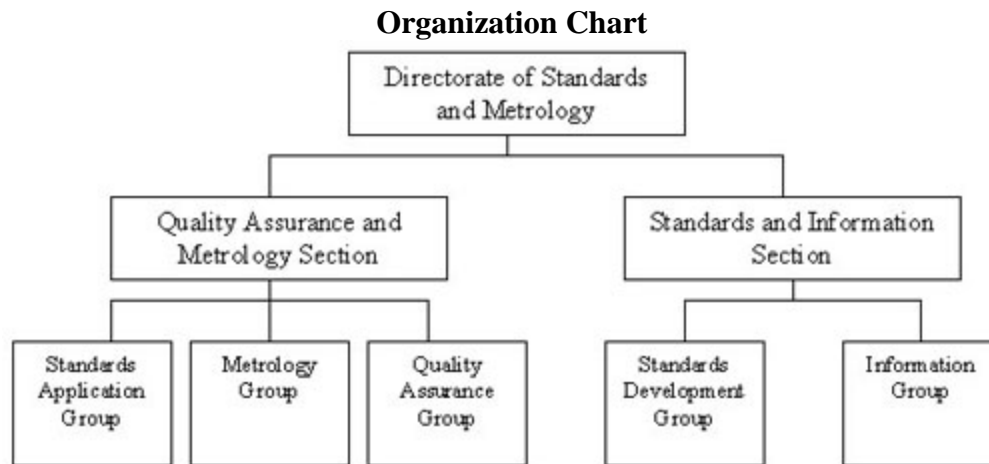 Organization Chart
Directorate of Standards
and Metrology
Quality Assurance and
Metrology Section
Standards and Information
Section
Standards
Application
Group
Metrology
Group
Quality
Assurance
Group
Standards
Development
Group
Information
Group